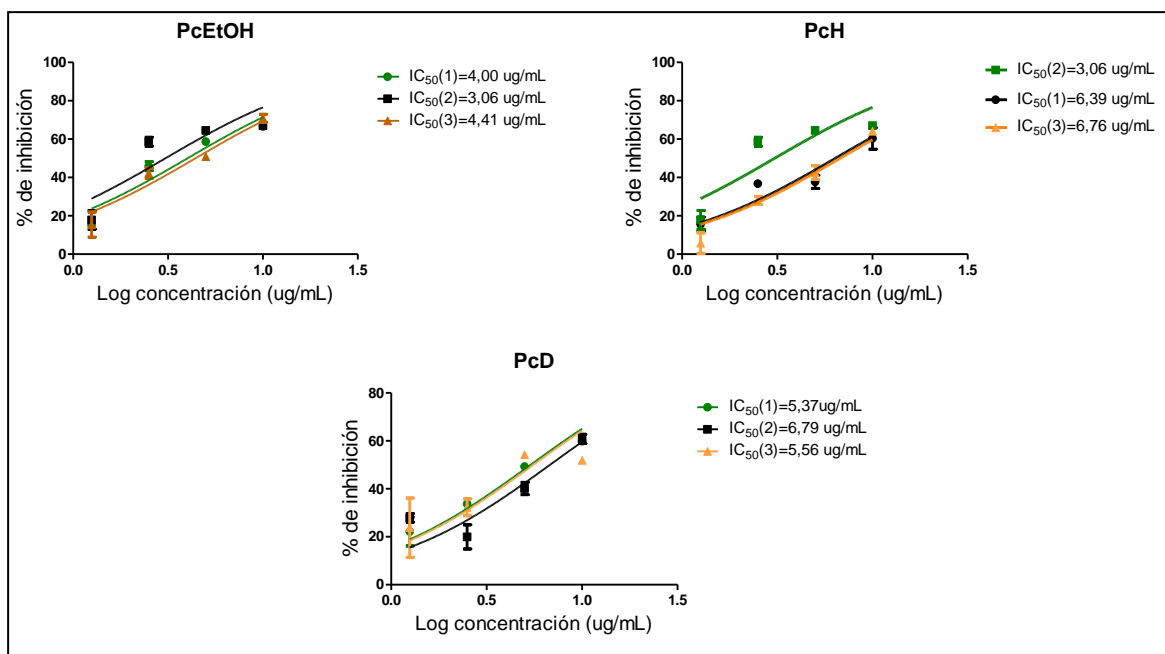 PcEtOH
100
80
60
40
20
0
0.0
0.5
1.0
1.5
% de inhibición
Log concentración (ug/mL)
IC50(1)=4,00 ug/mL
IC50(2)=3,06 ug/mL
IC50(3)=4,41 ug/mL
PcH
100
80
60
40
20
0
0.0
0.5
1.0
1.5
% de inhibición
Log concentración (ug/mL)
IC50(2)=3,06 ug/mL
IC50(1)=6,39 ug/mL
IC50(3)=6,76 ug/mL
PcD
80
60
40
20
0
0.0
0.5
1.0
1.5
% de inhibición
Log concentración (ug/mL)
IC50(1)=5,37ug/mL
IC50(2)=6,79 ug/mL
IC50(3)=5,56 ug/mL